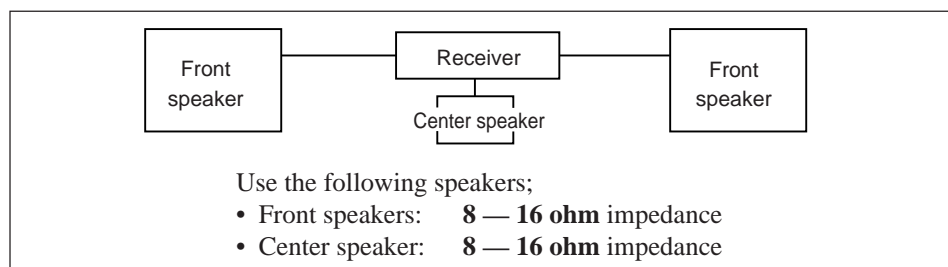 Front
speaker
Receiver
Center speaker
Front
speaker
Use the following speakers;
• Front speakers: 8 — 16 ohm impedance
• Center speaker: 8 — 16 ohm impedance